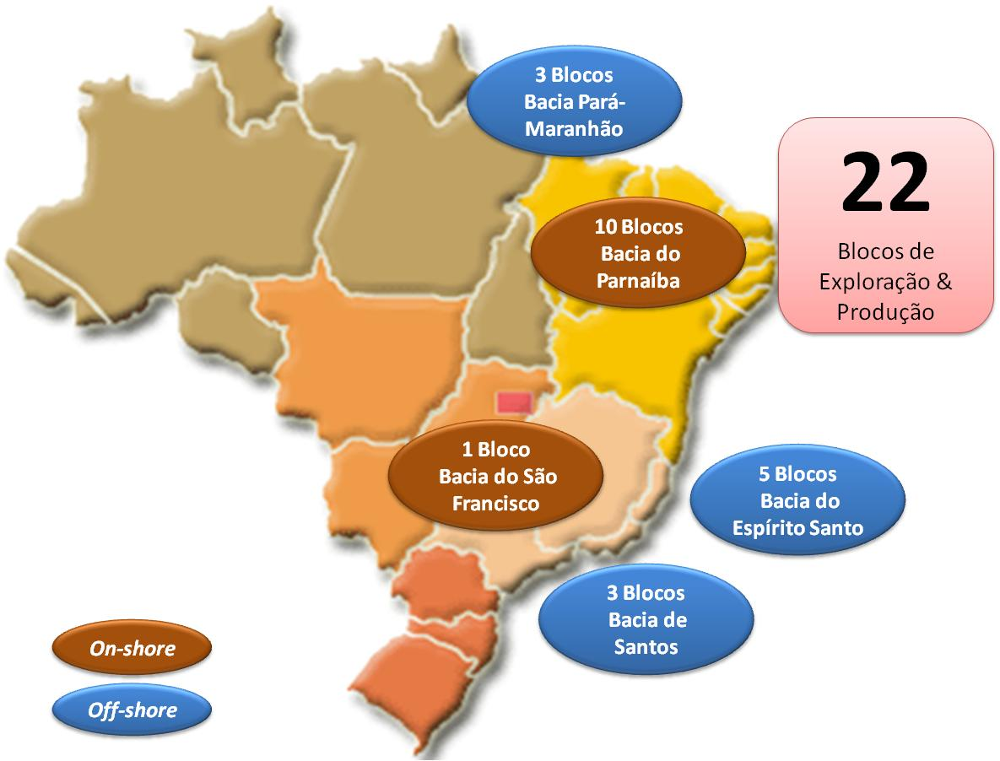 3 Blocos
Bacia Pará-
Maranhão
22
Blocos de
Exploração &
Produção
10 Blocos
Bacia do
Parnaíba
1 Bloco
Bacia do São
Francisco
5 Blocos
Bacia do
Espírito Santo
3 Blocos
Bacia de
Santos
On-shore
Off-shore